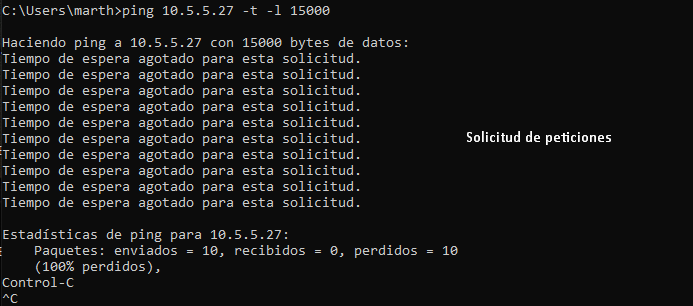 C:\Users\marth>ping 10.5.5.27 -t -l 15000
Haciendo ping a 10.5.5.27 con 15000 bytes de datos:
Tiempo de espera agotado para esta solicitud.
Tiempo de espera agotado para esta solicitud.
Tiempo de espera agotado para esta solicitud.
Tiempo de espera agotado para esta solicitud.
Tiempo de espera agotado para esta solicitud.
Tiempo de espera agotado para esta solicitud.
Tiempo de espera agotado para esta solicitud.
Tiempo de espera agotado para esta solicitud.
Tiempo de espera agotado para esta solicitud.
Tiempo de espera agotado para esta solicitud.
Solicitud de peticiones
Estadísticas de ping para 10.5.5.27:
Paquetes: enviados = 10, recibidos = 0, perdidos = 10
(100% perdidos),
Control-C
^C